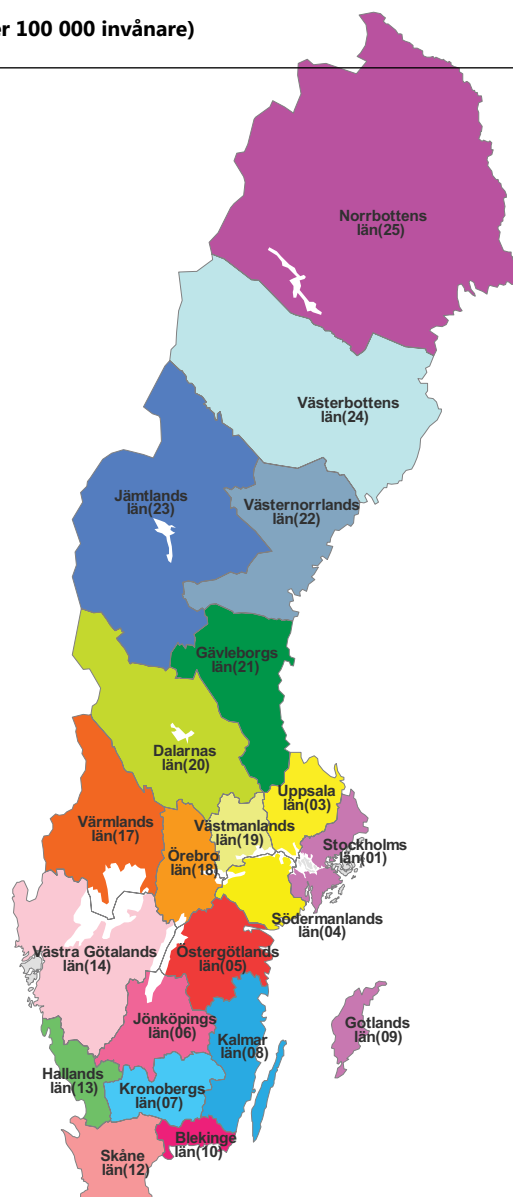 er 100 000 invånare)
Norrbottens
län(25)
Västerbottens
län(24)
Jämtlands
län(23)
Västernorrlands
län(22)
Gävleborgs
län(21)
Dalarnas
län(20)
Uppsala
län(03)
Värmlands
län(17)
Västmanlands
län(19)
Örebro
län(18)
Stockholms
län(01)
Södermanlands
län(04)
Västra Götalands
län(14)
Östergötlands
län(05)
Jönköpings
län(06)
Gotlands
län(09)
Kalmar
län(08)
Hallands
län(13)
Kronobergs
län(07)
Blekinge
län(10)
Skåne
län(12)